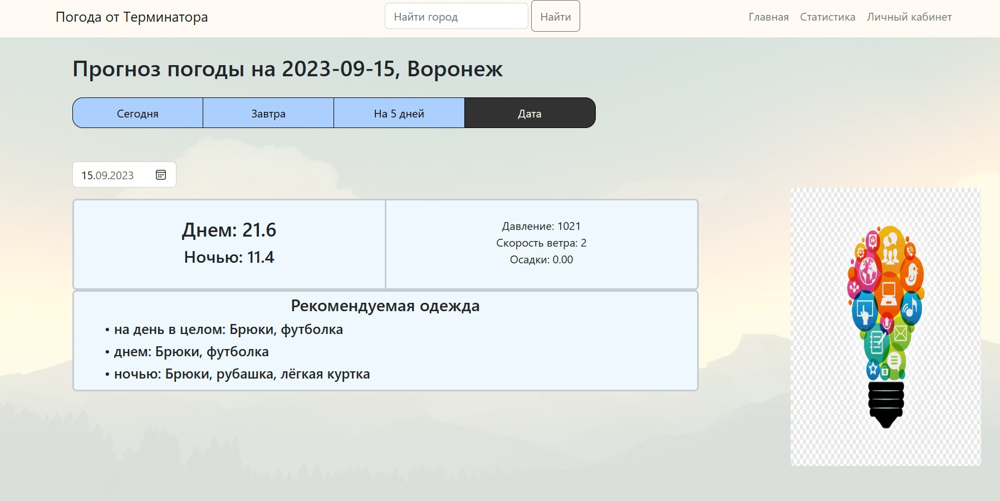 Погода от Терминатора
Найти город
Найти
Главная
Статистика
Личный кабинет
Прогноз погоды на 2023-09-15, Воронеж
Сегодня
Завтра
На 5 дней
Дата
15.09.2023
Днем: 21.6
Ночью: 11.4
Давление: 1021
Скорость ветра: 2
Осадки: 0.00
Рекомендуемая одежда
• на день в целом: Брюки, футболка
• днем: Брюки, футболка
• ночью: Брюки, рубашка, лёгкая куртка